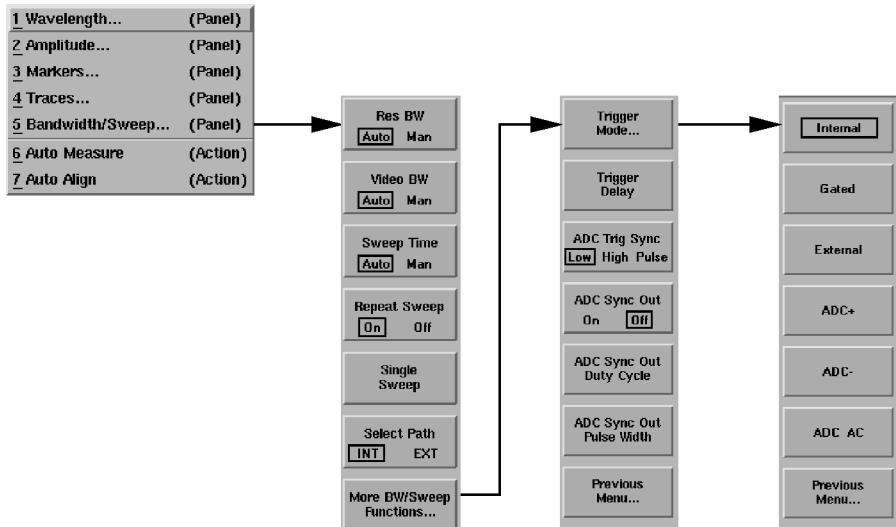 1 Wavelength... (Panel)
2 Amplitude... (Panel)
3 Markers... (Panel)
4 Traces... (Panel)
5 Bandwidth/Sweep... (Panel)
6 Auto Measure (Action)
7 Auto Align (Action)
Res BW
Auto Man
Video BW
Auto Man
Sweep Time
Auto Man
Repeat Sweep
On Off
Single
Sweep
Select Path
INT EXT
More BW/Sweep
Functions...
Trigger
Mode...
Trigger
Delay
ADC Trig Sync
Low High Pulse
ADC Sync Out
On Off
ADC Sync Out
Duty Cycle
ADC Sync Out
Pulse Width
Previous
Menu...
Internal
Gated
External
ADC+
ADC-
ADC AC
Previous
Menu...